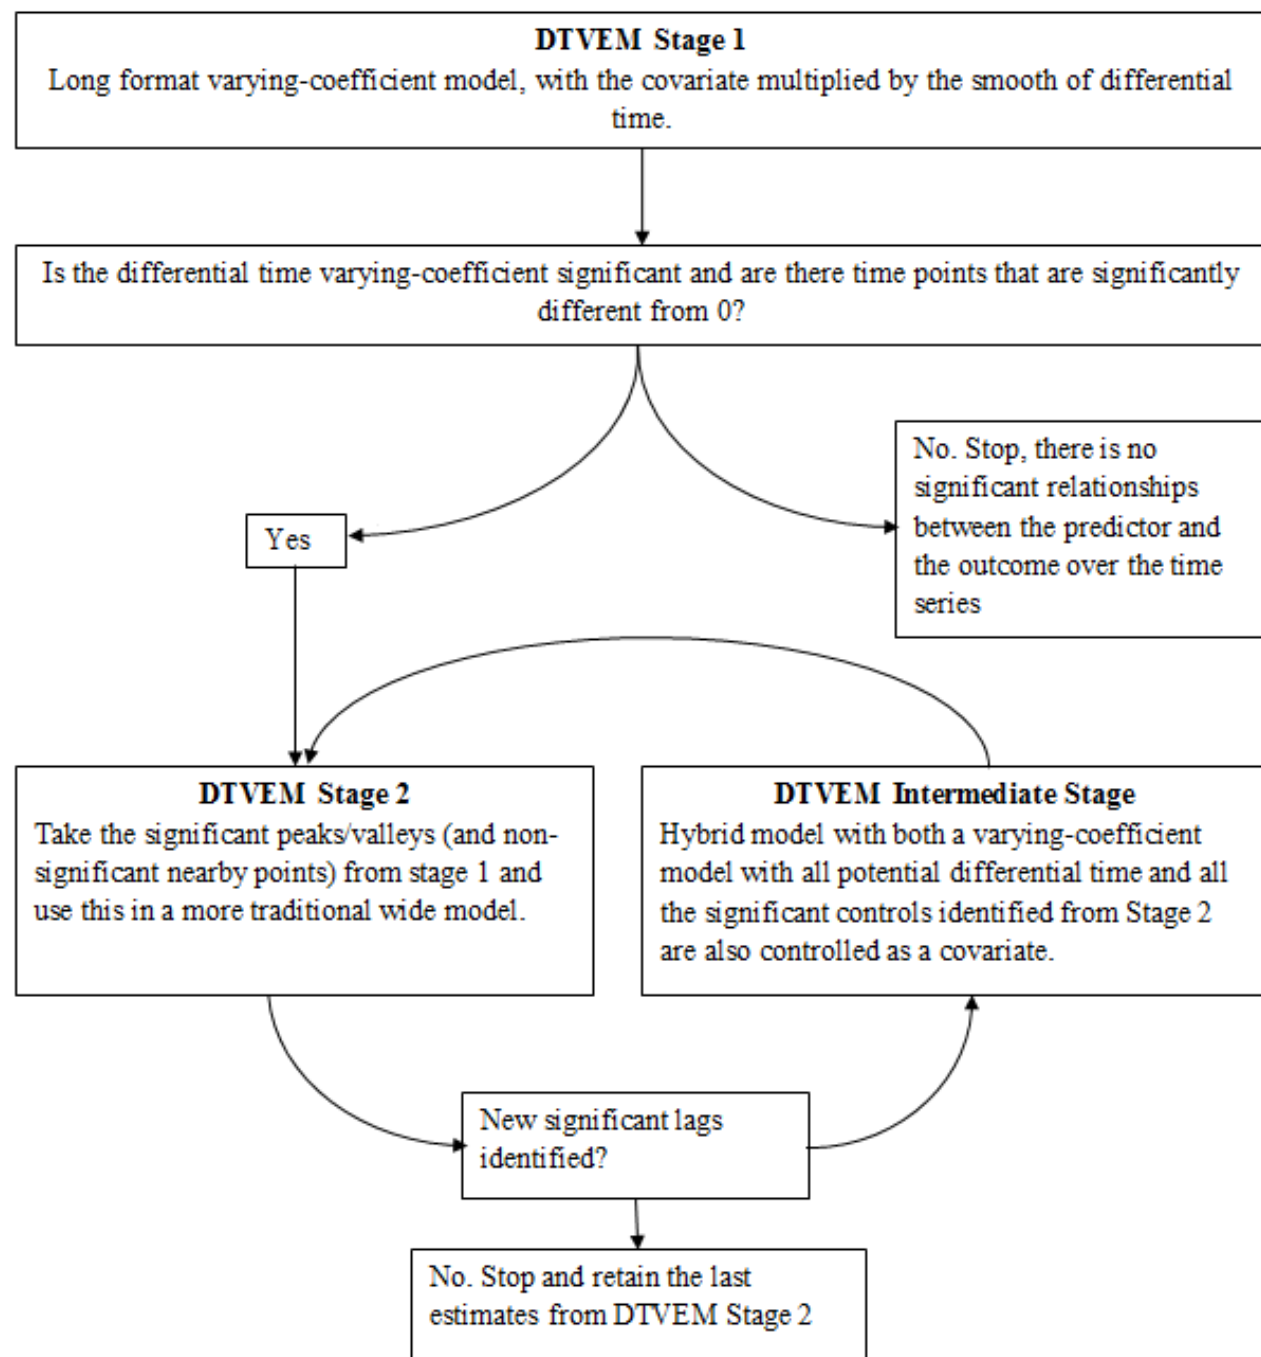 DTVEM Stage 1
Long format varying-coefficient model, with the covariate multiplied by the smooth of differential
time.
Is the differential time varying-coefficient significant and are there time points that are significantly
different from 0?
No. Stop, there is no
significant relationships
between the predictor and
the outcome over the time
series
Yes
DTVEM Stage 2
Take the significant peaks/valleys (and non-
significant nearby points) from stage 1 and
use this in a more traditional wide model.
DTVEM Intermediate Stage
Hybrid model with both a varying-coefficient
model with all potential differential time and all
the significant controls identified from Stage 2
are also controlled as a covariate.
New significant lags
identified?
No. Stop and retain the last
estimates from DTVEM Stage 2